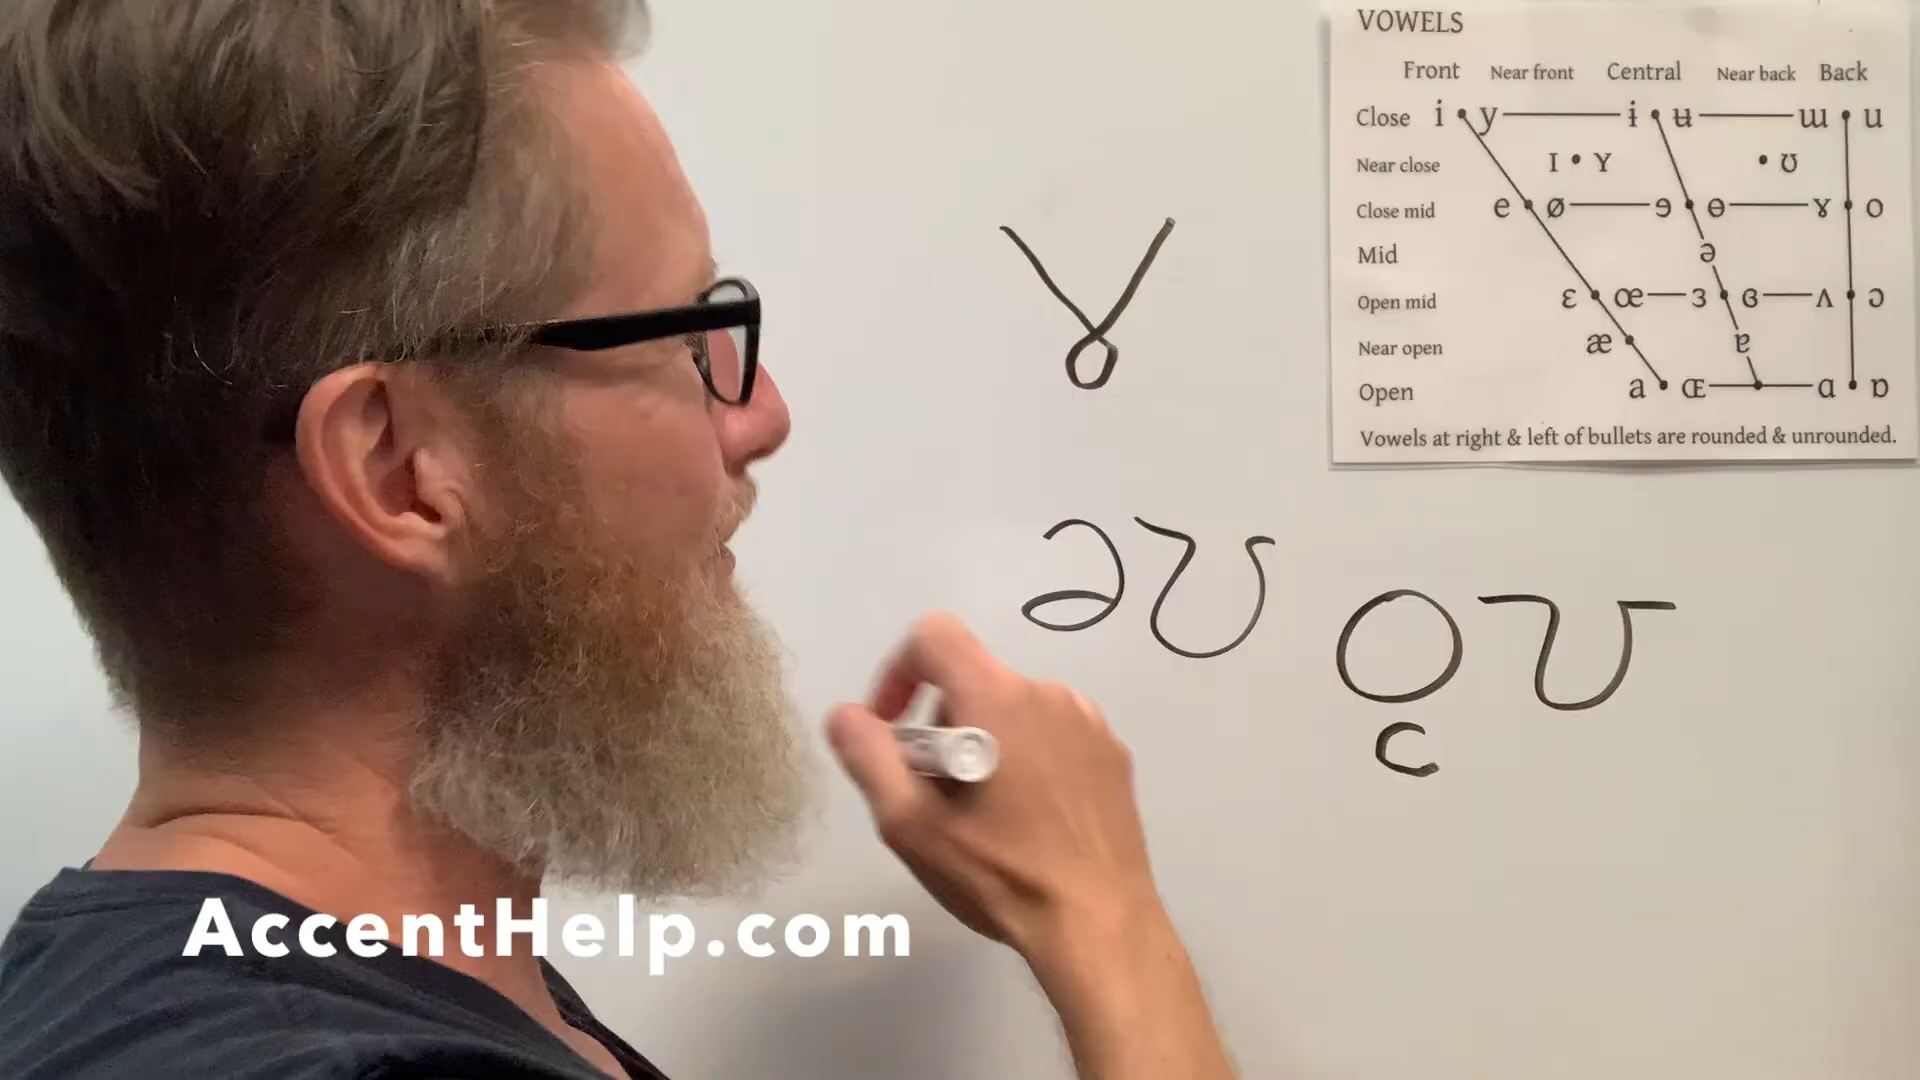 VOWELS
Front Near front Central Near back Back
Close i • y ɨ • ʉ ɯ • u
Near close ɪ • ʏ • ʊ
Close mid e • ø ɘ • ɵ ɤ • o
Mid ə
Open mid ɛ • œ ɜ • ɞ ʌ • ɔ
Near open æ • ɐ
Open a • ɶ • ɑ • ɒ
Vowels at right & left of bullets are rounded & unrounded.
ɤ
əʊ
o̜ʊ
AccentHelp.com